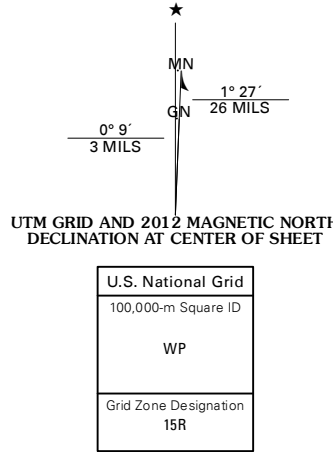 MN
GN
1° 27´
26 MILS
0° 9´
3 MILS
UTM GRID AND 2012 MAGNETIC NORTH
DECLINATION AT CENTER OF SHEET
U.S. National Grid
100,000-m Square ID
WP
Grid Zone Designation
15R